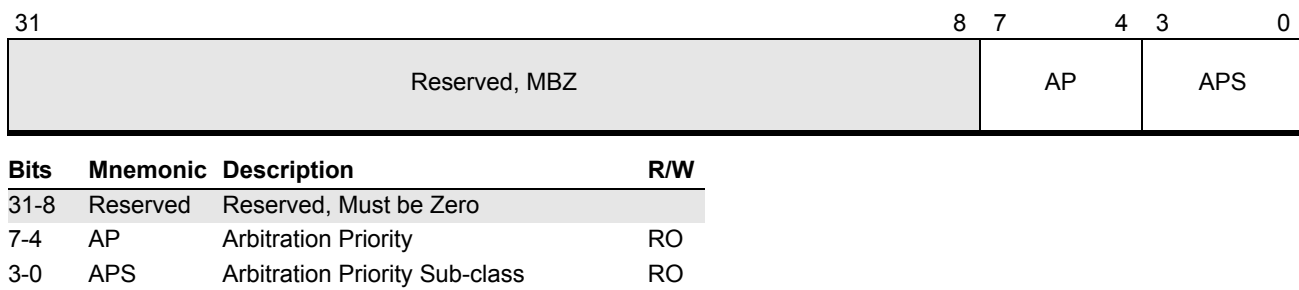 31 8 7 4 3 0
Reserved, MBZ AP APS
Bits Mnemonic Description R/W
31-8 Reserved Reserved, Must be Zero
7-4 AP Arbitration Priority RO
3-0 APS Arbitration Priority Sub-class RO